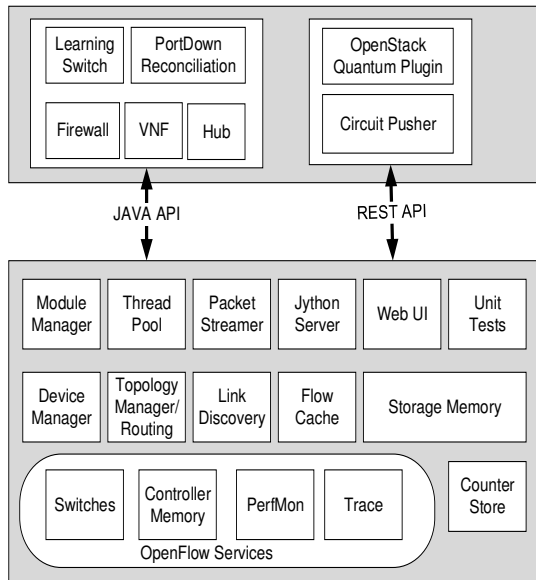 Learning
Switch
PortDown
Reconciliation
OpenStack
Quantum Plugin
Firewall
VNF
Hub
Circuit Pusher
JAVA API
REST API
Module
Manager
Thread
Pool
Packet
Streamer
Jython
Server
Web UI
Unit
Tests
Device
Manager
Topology
Manager/
Routing
Link
Discovery
Flow
Cache
Storage Memory
Switches
Controller
Memory
PerfMon
Trace
Counter
Store
OpenFlow Services